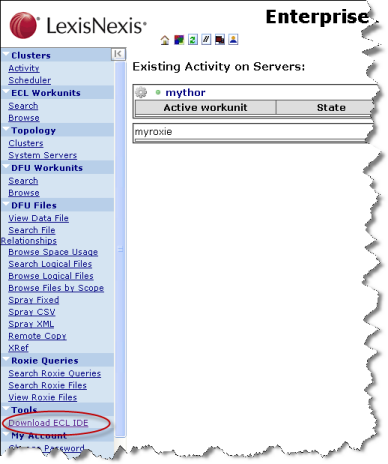 LexisNexis®
Enterprise
Clusters
Activity
Scheduler
ECL Workunits
Search
Browse
Topology
Clusters
System Servers
DFU Workunits
Search
Browse
DFU Files
View Data File
Search File
Relationships
Browse Space Usage
Search Logical Files
Browse Logical Files
Browse Files by Scope
Spray Fixed
Spray CSV
Spray XML
Remote Copy
XRef
Roxie Queries
Search Roxie Queries
Search Roxie Files
View Roxie Files
Tools
Download ECL IDE
My Account
Change Password
Existing Activity on Servers:
mythor
Active workunit State
myroxie